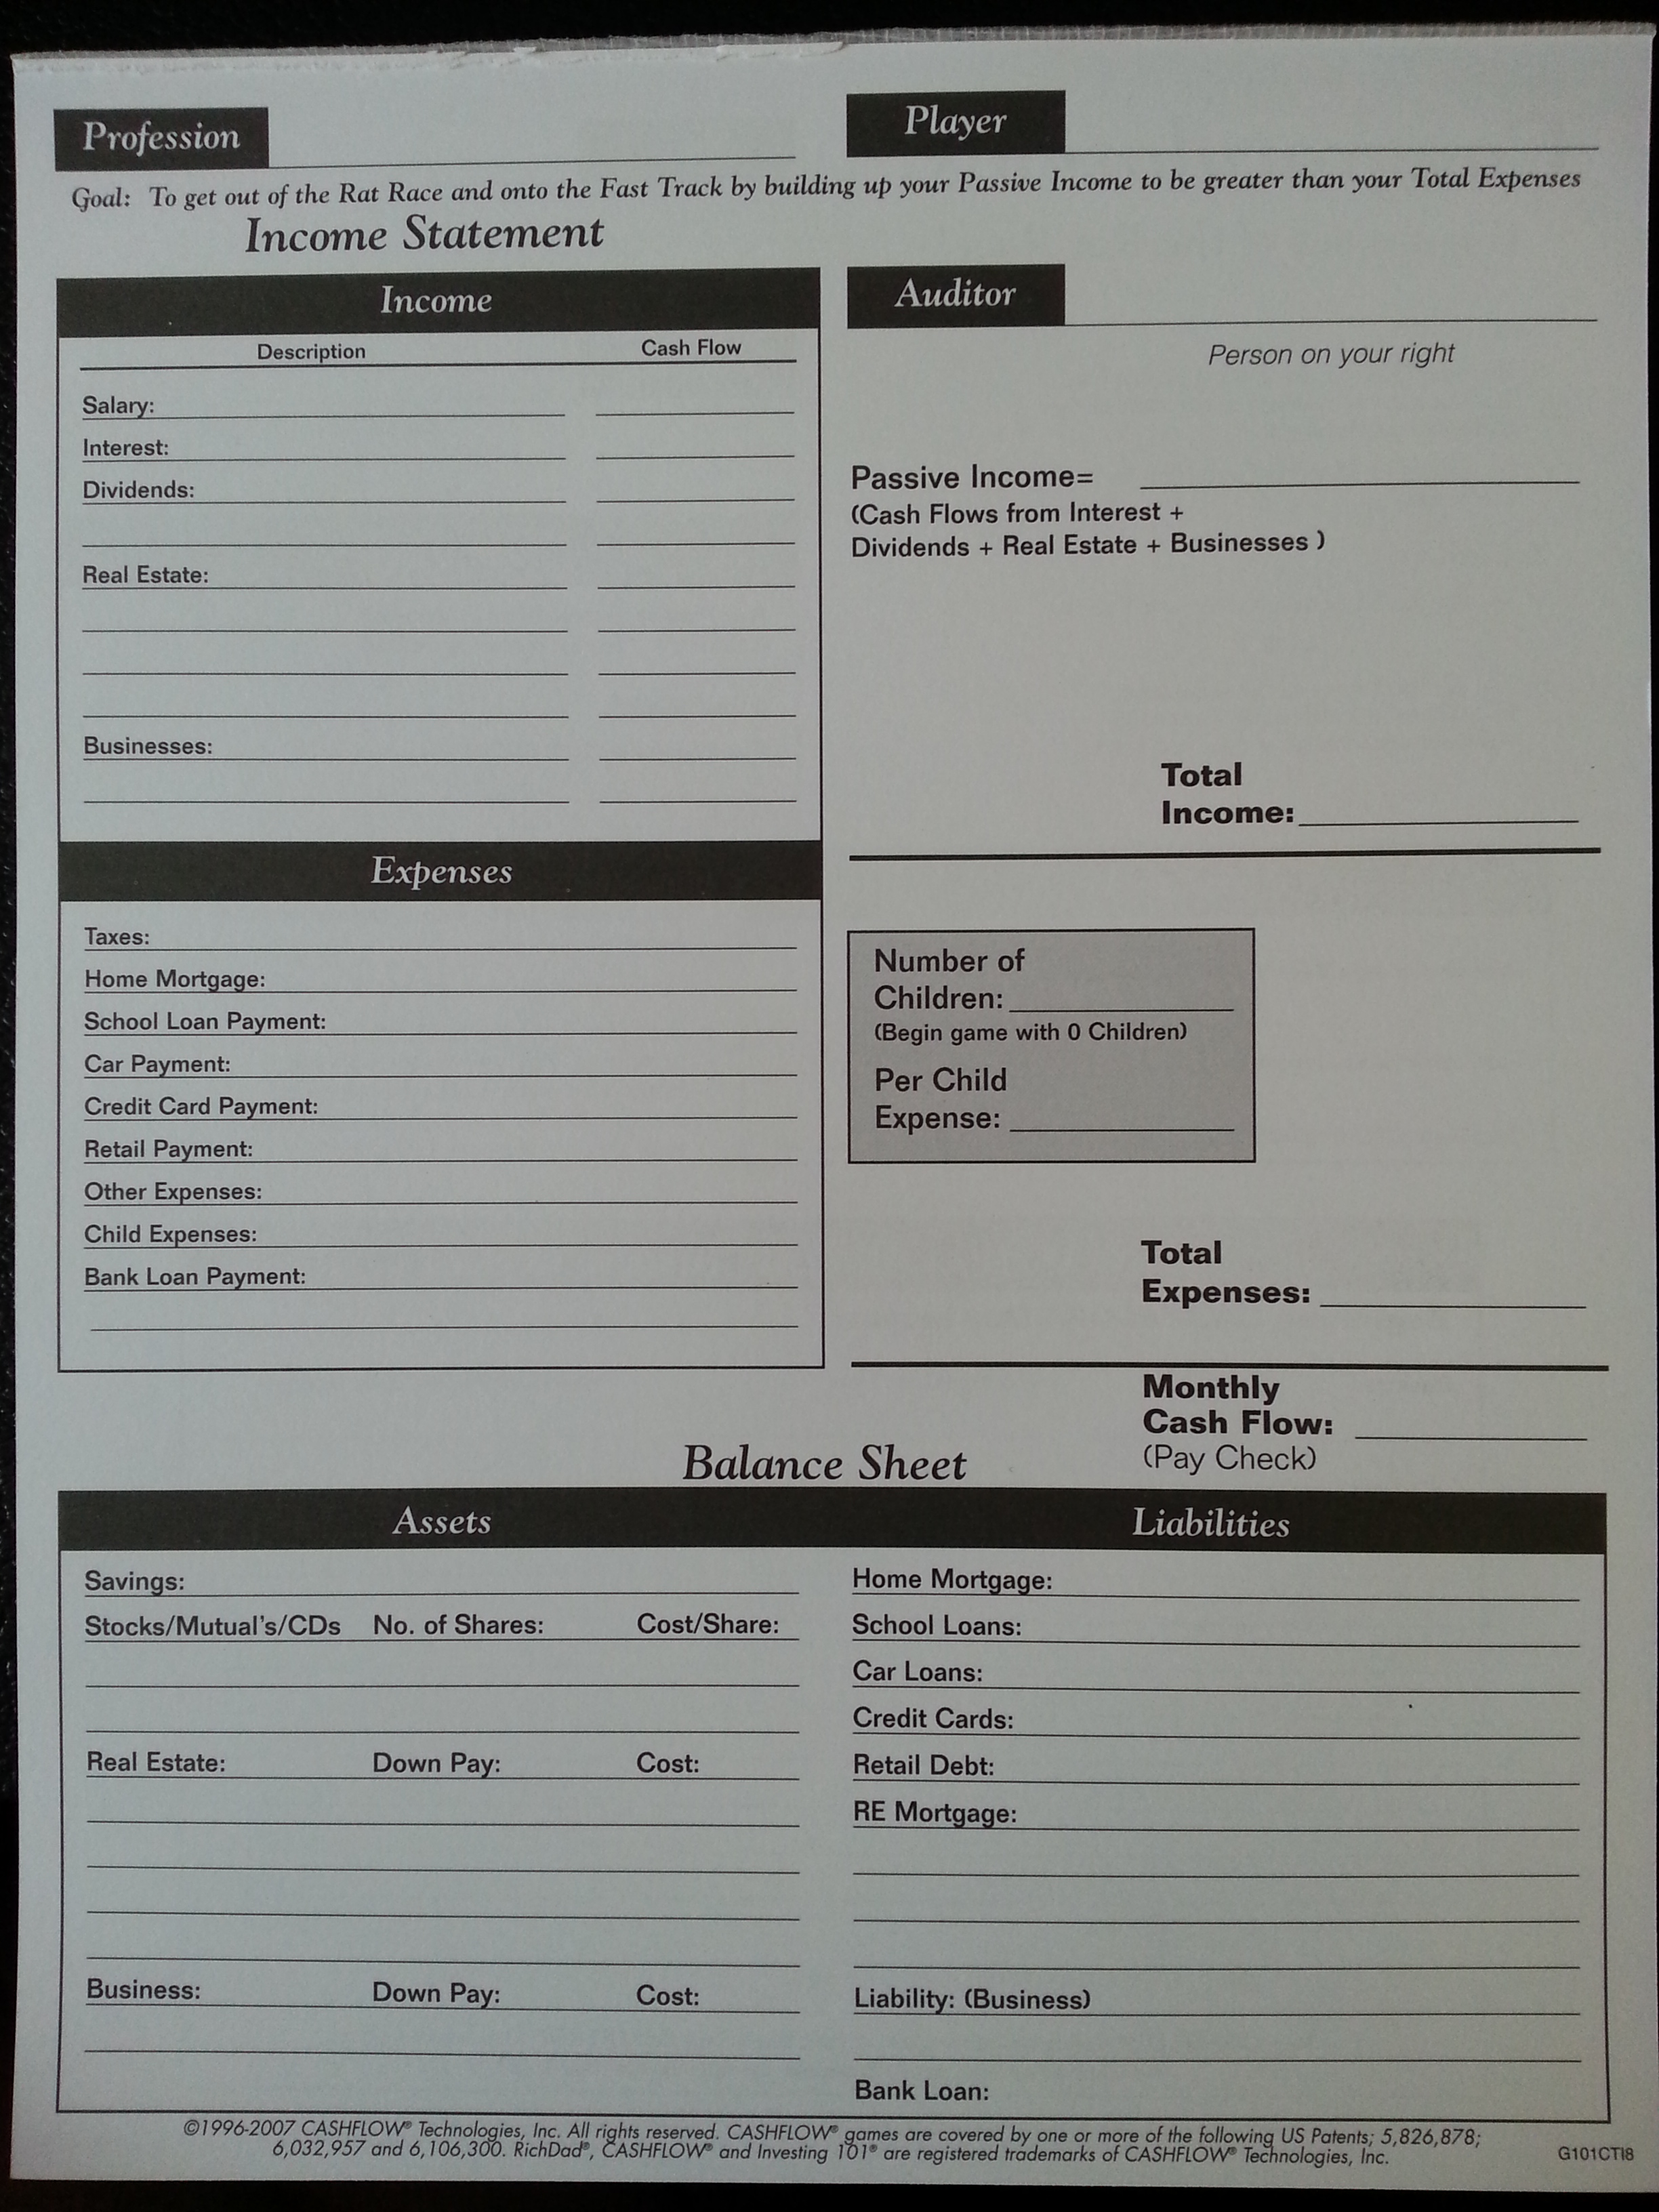 Profession
Player
Goal: To get out of the Rat Race and onto the Fast Track by building up your Passive Income to be greater than your Total Expenses
Income Statement
Income
Description Cash Flow
Salary:
Interest:
Dividends:
Real Estate:
Businesses:
Auditor
Person on your right
Passive Income=
(Cash Flows from Interest +
Dividends + Real Estate + Businesses )
Total
Income:
Expenses
Taxes:
Home Mortgage:
School Loan Payment:
Car Payment:
Credit Card Payment:
Retail Payment:
Other Expenses:
Child Expenses:
Bank Loan Payment:
Number of
Children:
(Begin game with 0 Children)
Per Child
Expense:
Total
Expenses:
Monthly
Cash Flow:
(Pay Check)
Balance Sheet
Assets
Savings:
Stocks/Mutual's/CDs No. of Shares: Cost/Share:
Real Estate: Down Pay: Cost:
Business: Down Pay: Cost:
Liabilities
Home Mortgage:
School Loans:
Car Loans:
Credit Cards:
Retail Debt:
RE Mortgage:
Liability: (Business)
Bank Loan:
©1996-2007 CASHFLOW® Technologies, Inc. All rights reserved. CASHFLOW® games are covered by one or more of the following US Patents; 5,826,878;
6,032,957 and 6,106,300. RichDad®, CASHFLOW® and Investing 101® are registered trademarks of CASHFLOW® Technologies, Inc.
G101CTI8